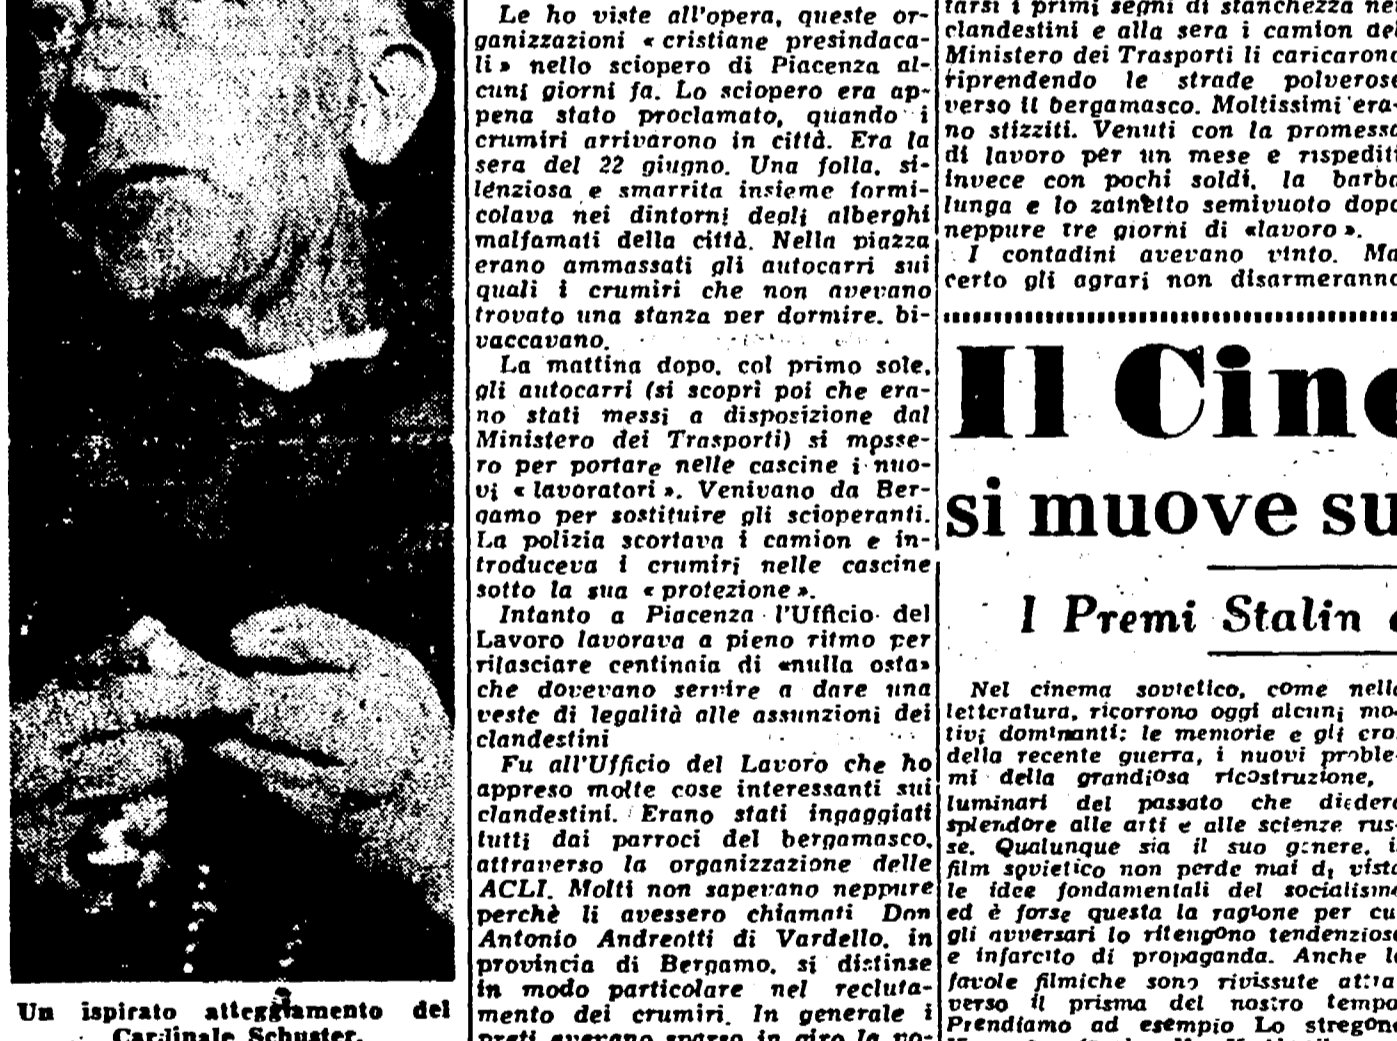 Un ispirato atteggiamento del
Cardinale Schuster.
Le ho viste all'opera, queste or-
ganizzazioni « cristiane presindaca-
li » nello sciopero di Piacenza al-
cuni giorni fa. Lo sciopero era ap-
pena stato proclamato, quando i
crumiri arrivarono in città. Era la
sera del 22 giugno. Una folla, si-
lenziosa e smarrita insieme formi-
colava nei dintorni degli alberghi
malfamati della città. Nella piazza
erano ammassati gli autocarri sui
quali i crumiri che non avevano
trovato una stanza per dormire, bi-
vaccavano.
La mattina dopo, col primo sole,
gli autocarri (si scoprì poi che era-
no stati messi a disposizione dal
Ministero dei Trasporti) si mosse-
ro per portare nelle cascine i nuo-
vi « lavoratori ». Venivano da Ber-
gamo per sostituire gli scioperanti.
La polizia scortava i camion e in-
troduceva i crumiri nelle cascine
sotto la sua « protezione ».
Intanto a Piacenza l'Ufficio del
Lavoro lavorava a pieno ritmo per
rilasciare centinaia di «nulla osta»
che dovevano servire a dare una
veste di legalità alle assunzioni dei
clandestini
Fu all'Ufficio del Lavoro che ho
appreso molte cose interessanti sui
clandestini. Erano stati ingaggiati
tutti dai parroci del bergamasco,
attraverso la organizzazione delle
ACLI. Molti non sapevano neppure
perchè li avessero chiamati Don
Antonio Andreotti di Vardello, in
provincia di Bergamo, si distinse
in modo particolare nel recluta-
mento dei crumiri. In generale i
preti avevano sparso in giro la vo-
tarsi i primi segni di stanchezza nei
clandestini e alla sera i camion del
Ministero dei Trasporti li caricarono
riprendendo le strade polverose
verso il bergamasco. Moltissimi era-
no stizziti. Venuti con la promessa
di lavoro per un mese e rispediti
invece con pochi soldi, la barba
lunga e lo zainetto semivuoto dopo
neppure tre giorni di «lavoro».
I contadini avevano vinto. Ma
certo gli agrari non disarmeranno
Il Cine
si muove su
I Premi Stalin
Nel cinema sovietico, come nella
letteratura, ricorrono oggi alcuni mo-
tivi dominanti: le memorie e gli
della recente guerra, i nuovi proble-
mi della grandiosa ricostruzione,
luminari del passato che diedero
splendore alle arti e alle scienze rus-
se. Qualunque sia il suo genere, il
film sovietico non perde mai di vista
le idee fondamentali del socialismo
ed è forse questa la ragione per cui
gli avversari lo ritengono tendenzioso
e infarcito di propaganda. Anche le
favole filmiche sono rivissute attra-
verso il prisma del nostro tempo
Prendiamo ad esempio Lo stregone